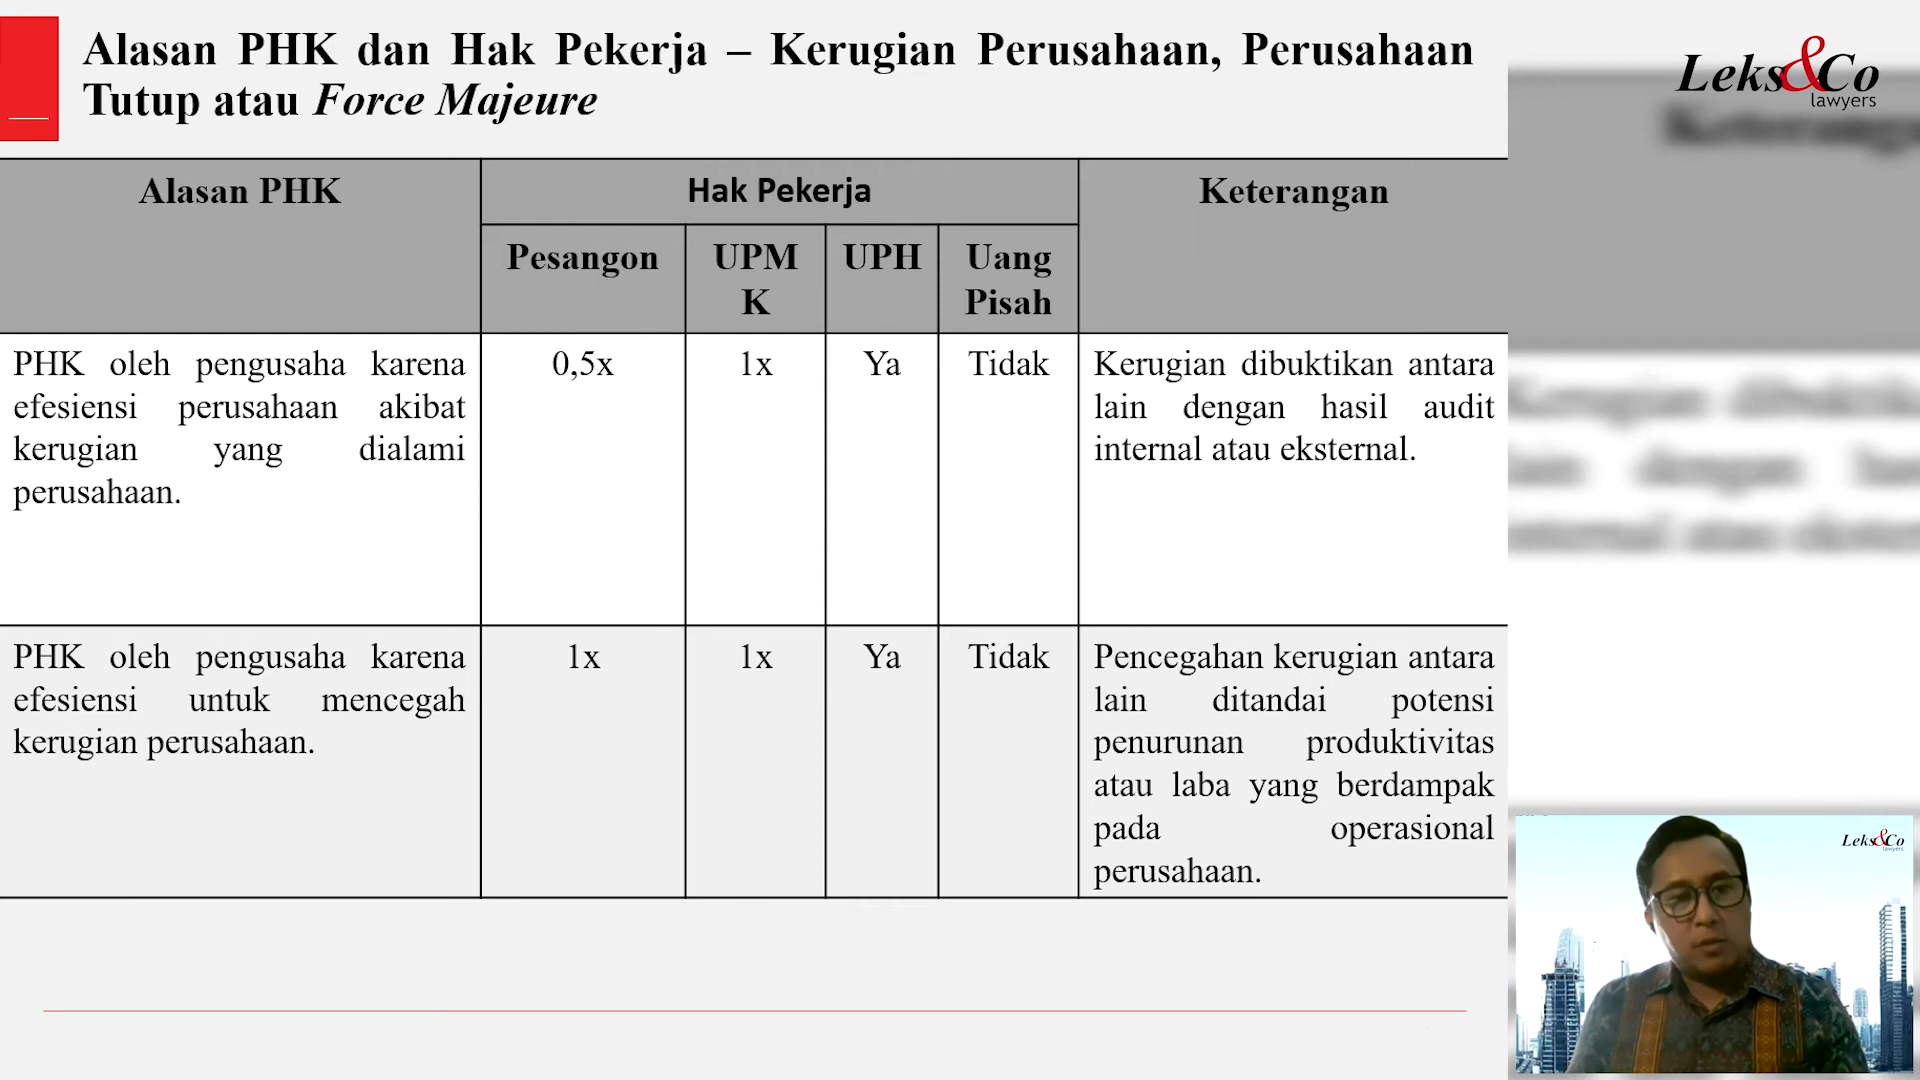 Alasan PHK dan Hak Pekerja – Kerugian Perusahaan, Perusahaan
Tutup atau Force Majeure
Leks&Co
lawyers
Alasan PHK
Hak Pekerja
Keterangan
Pesangon
UPM
K
UPH
Uang
Pisah
PHK oleh pengusaha karena
efesiensi perusahaan akibat
kerugian yang dialami
perusahaan.
0,5x
1x
Ya
Tidak
Kerugian dibuktikan antara
lain dengan hasil audit
internal atau eksternal.
PHK oleh pengusaha karena
efesiensi untuk mencegah
kerugian perusahaan.
1x
1x
Ya
Tidak
Pencegahan kerugian antara
lain ditandai potensi
penurunan produktivitas
atau laba yang berdampak
pada operasional
perusahaan.
Leks&Co
lawyers